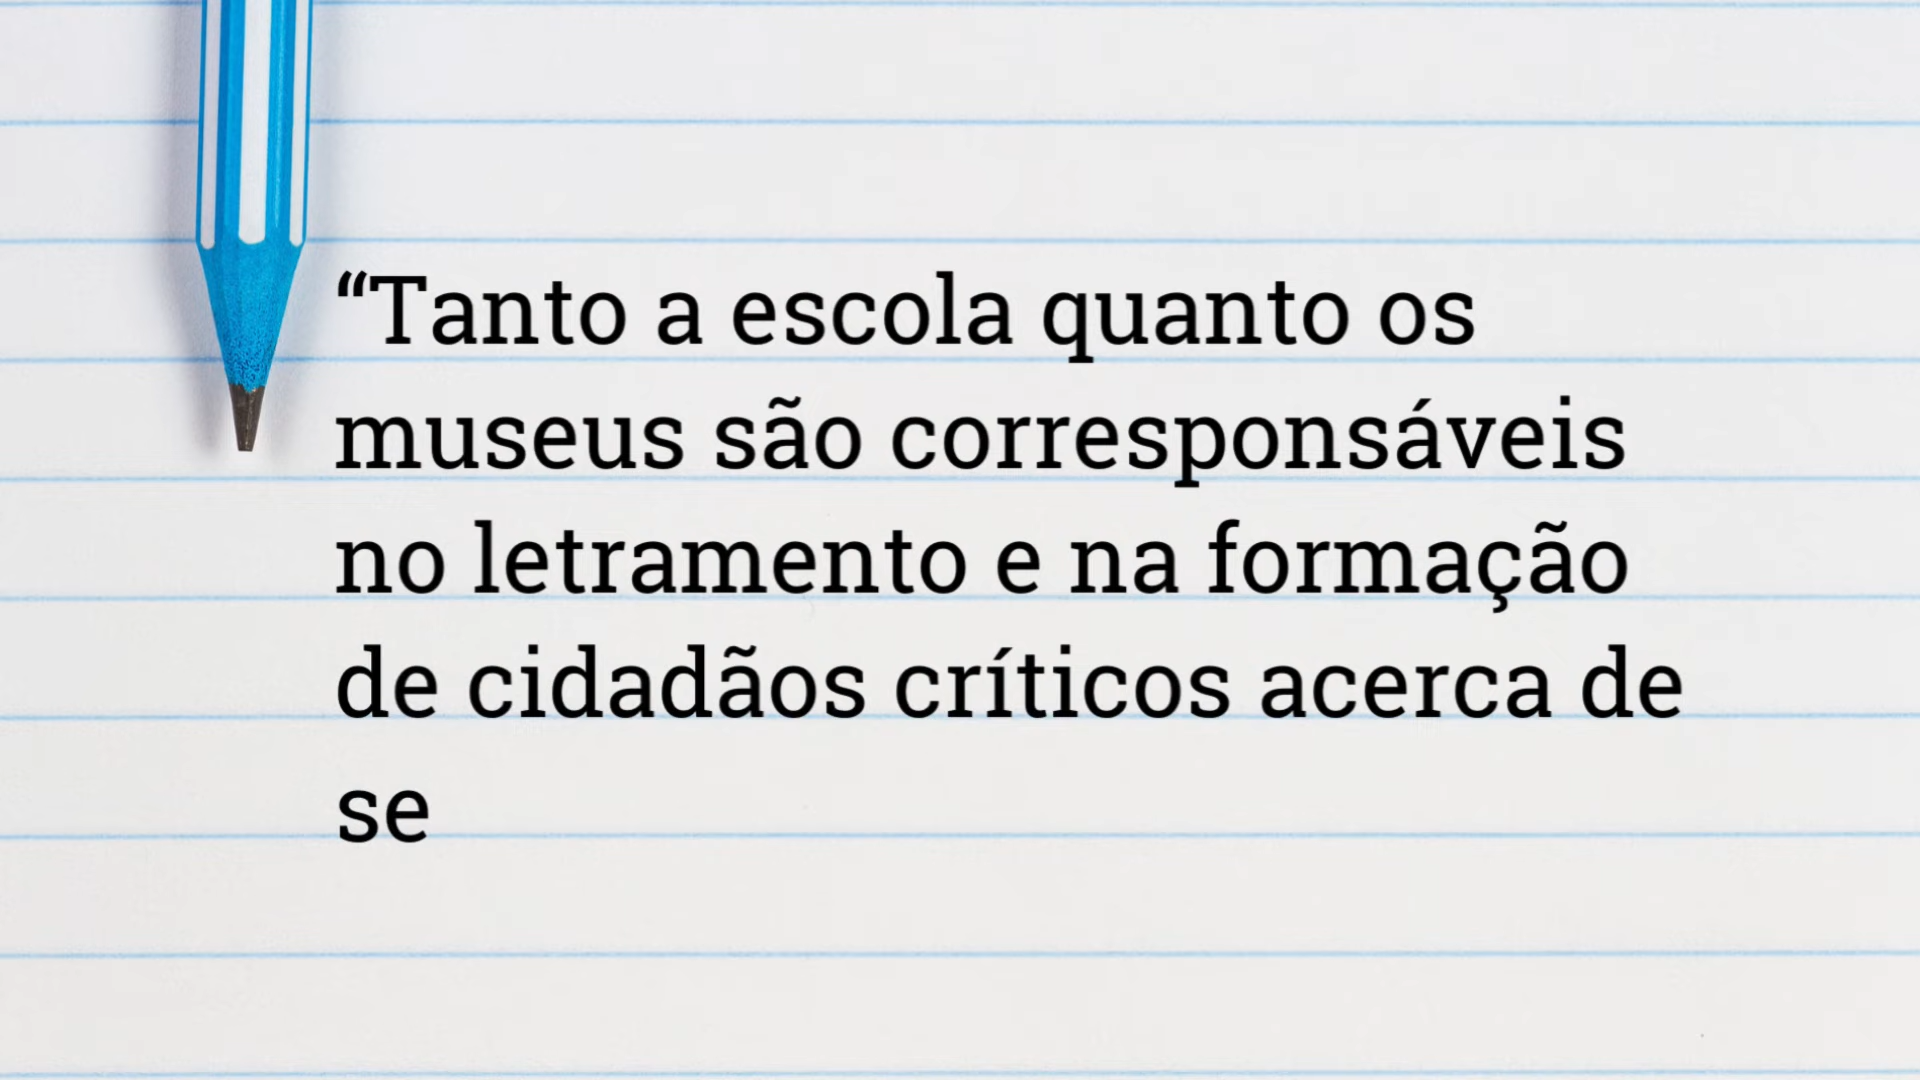 “Tanto a escola quanto os
museus são corresponsáveis
no letramento e na formação
de cidadãos críticos acerca de
se